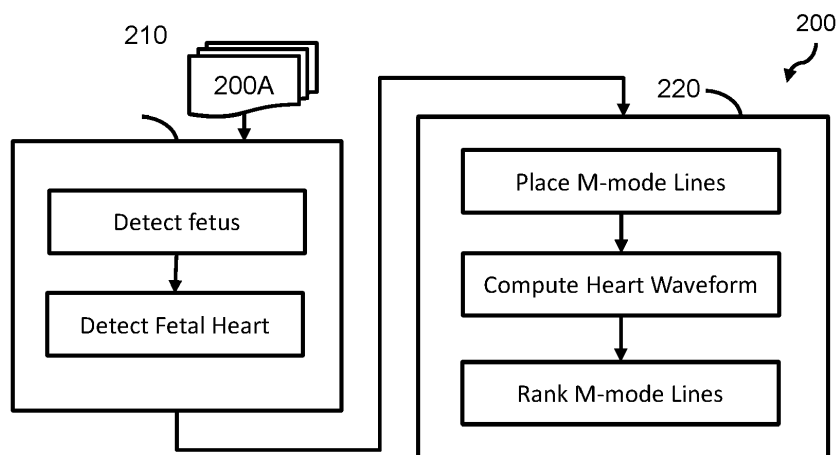 210
200A
200
220
Detect fetus
Detect Fetal Heart
Place M-mode Lines
Compute Heart Waveform
Rank M-mode Lines